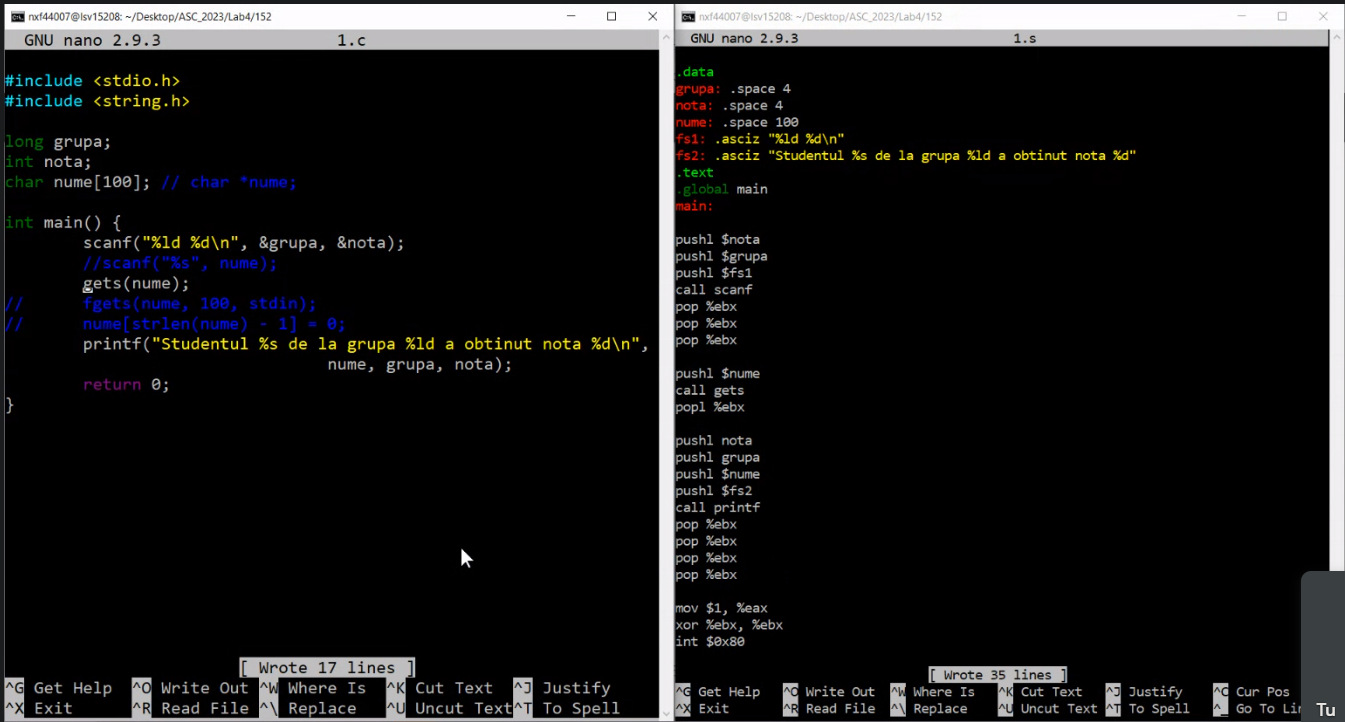 nxf44007@lsv15208: ~/Desktop/ASC_2023/Lab4/152
GNU nano 2.9.3 1.c
#include <stdio.h>
#include <string.h>
long grupa;
int nota;
char nume[100]; // char *nume;
int main() {
scanf("%ld %d\n", &grupa, &nota);
//scanf("%s", nume);
gets(nume);
// fgets(nume, 100, stdin);
// nume[strlen(nume) - 1] = 0;
printf("Studentul %s de la grupa %ld a obtinut nota %d\n",
nume, grupa, nota);
return 0;
}
[ Wrote 17 lines ]
^G Get Help ^O Write Out ^W Where Is ^K Cut Text ^J Justify
^X Exit ^R Read File ^\ Replace ^U Uncut Text ^T To Spell
nxf44007@lsv15208: ~/Desktop/ASC_2023/Lab4/152
GNU nano 2.9.3 1.s
.data
grupa: .space 4
nota: .space 4
nume: .space 100
fs1: .asciz "%ld %d\n"
fs2: .asciz "Studentul %s de la grupa %ld a obtinut nota %d"
.text
.global main
main:
pushl $nota
pushl $grupa
pushl $fs1
call scanf
pop %ebx
pop %ebx
pop %ebx
pushl $nume
call gets
popl %ebx
pushl nota
pushl grupa
pushl $nume
pushl $fs2
call printf
pop %ebx
pop %ebx
pop %ebx
pop %ebx
mov $1, %eax
xor %ebx, %ebx
int $0x80
[ Wrote 35 lines ]
^G Get Help ^O Write Out ^W Where Is ^K Cut Text ^J Justify ^C Cur Pos
^X Exit ^R Read File ^\ Replace ^U Uncut Text ^T To Spell ^_ Go To Li
Tu